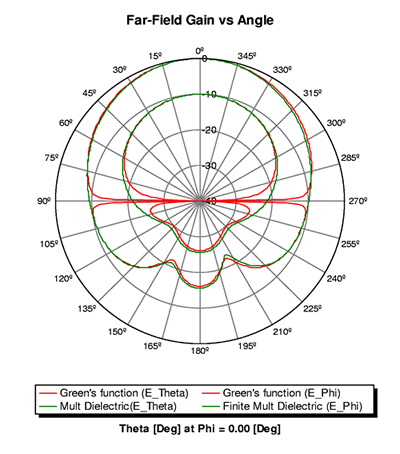 Far-Field Gain vs Angle
0º
15º
345º
30º
330º
45º
315º
60º
300º
75º
285º
90º
270º
105º
255º
120º
240º
135º
225º
150º
210º
165º
195º
180º
0
-10
-20
-30
-40
Green's function (E_Theta) Green's function (E_Phi)
Mult Dielectric(E_Theta) Finite Mult Dielectric (E_Phi)
Theta [Deg] at Phi = 0.00 [Deg]